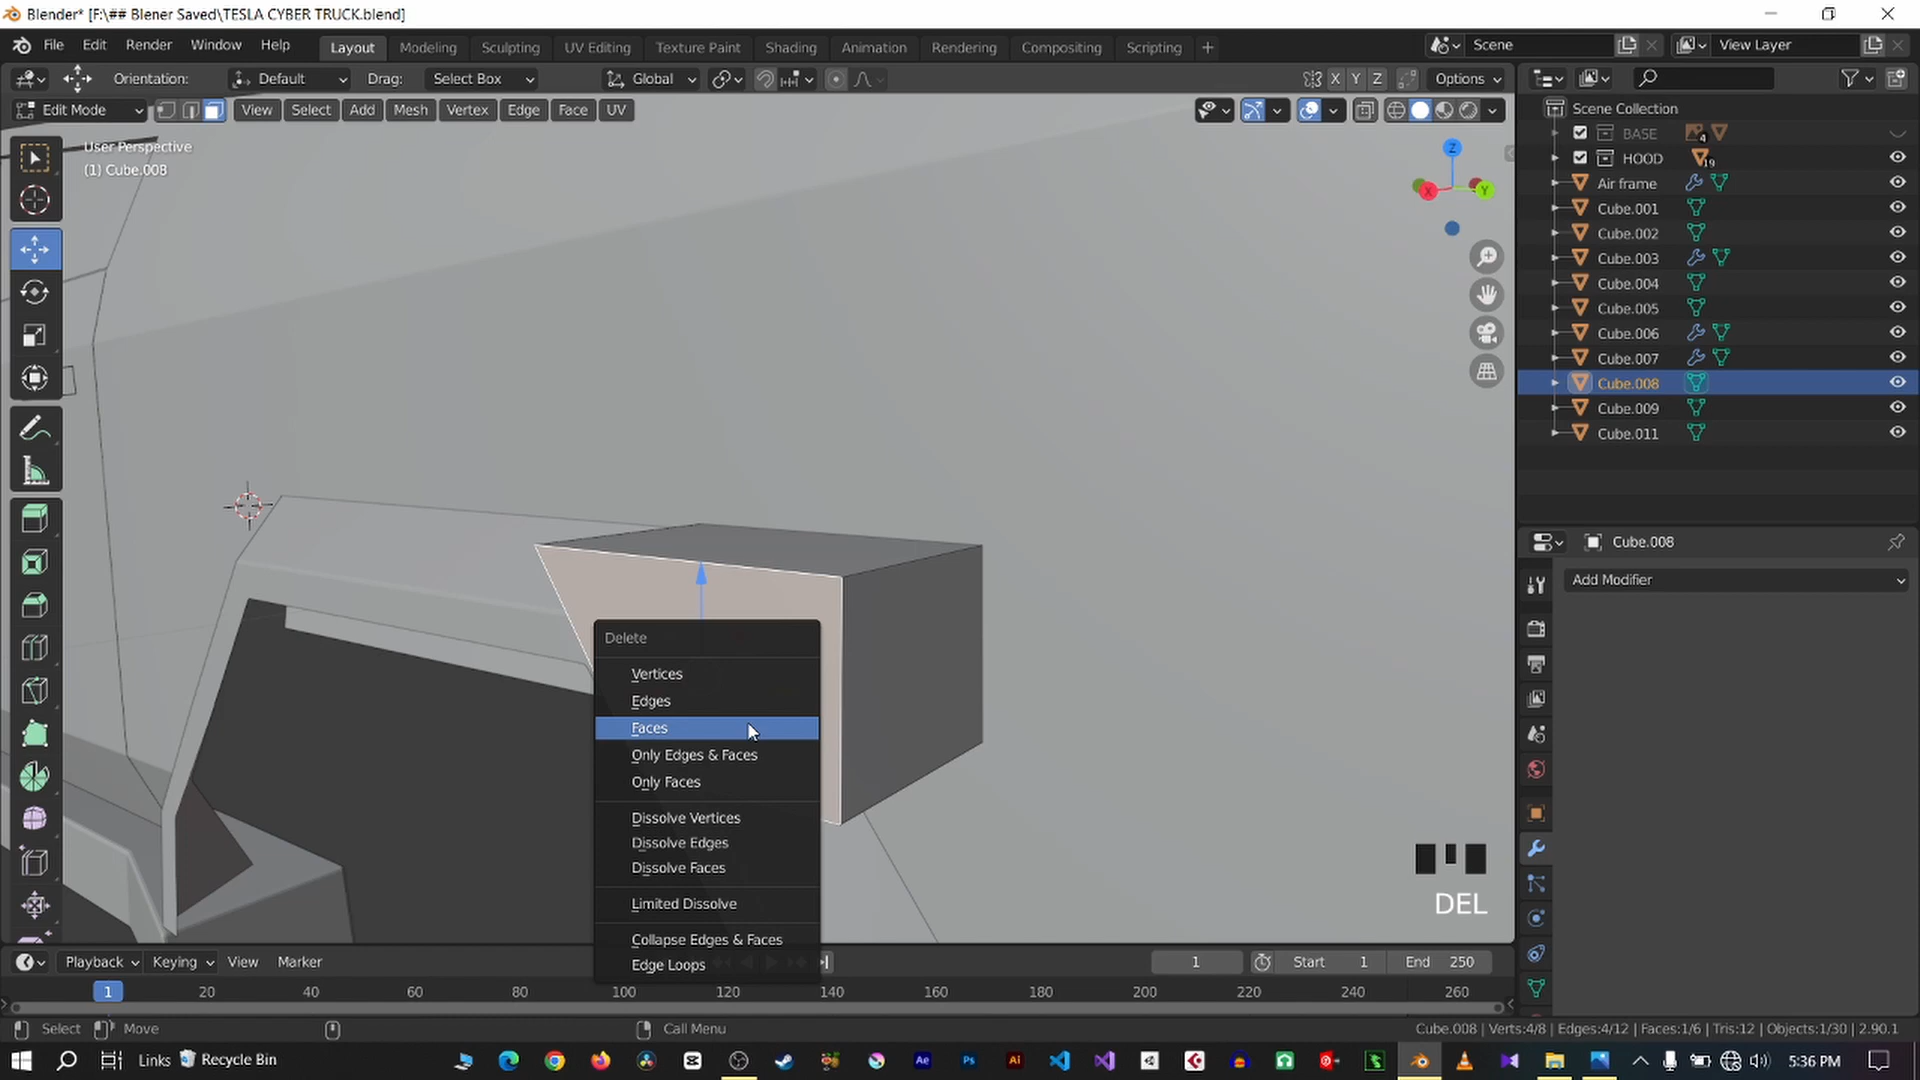 Blender* [F:\## Blener Saved\TESLA CYBER TRUCK.blend]
File Edit Render Window Help Layout Modeling Sculpting UV Editing Texture Paint Shading Animation Rendering Compositing Scripting + Scene View Layer
Orientation: Default Drag: Select Box Global X Y Z Options
Edit Mode View Select Add Mesh Vertex Edge Face UV
User Perspective
(1) Cube.008
Z
X
Y
Scene Collection
BASE 4
HOOD 19
Air frame
Cube.001
Cube.002
Cube.003
Cube.004
Cube.005
Cube.006
Cube.007
Cube.008
Cube.009
Cube.011
Cube.008
Add Modifier
Delete
Vertices
Edges
Faces
Only Edges & Faces
Only Faces
Dissolve Vertices
Dissolve Edges
Dissolve Faces
Limited Dissolve
Collapse Edges & Faces
Edge Loops
DEL
Playback Keying View Marker 1 Start 1 End 250
1 20 40 60 80 100 120 140 160 180 200 220 240 260
Select Move Call Menu Cube.008 | Verts:4/8 | Edges:4/12 | Faces:1/6 | Tris:12 | Objects:1/30 | 2.90.1
Links Recycle Bin Ae Ps Ai 5:36 PM